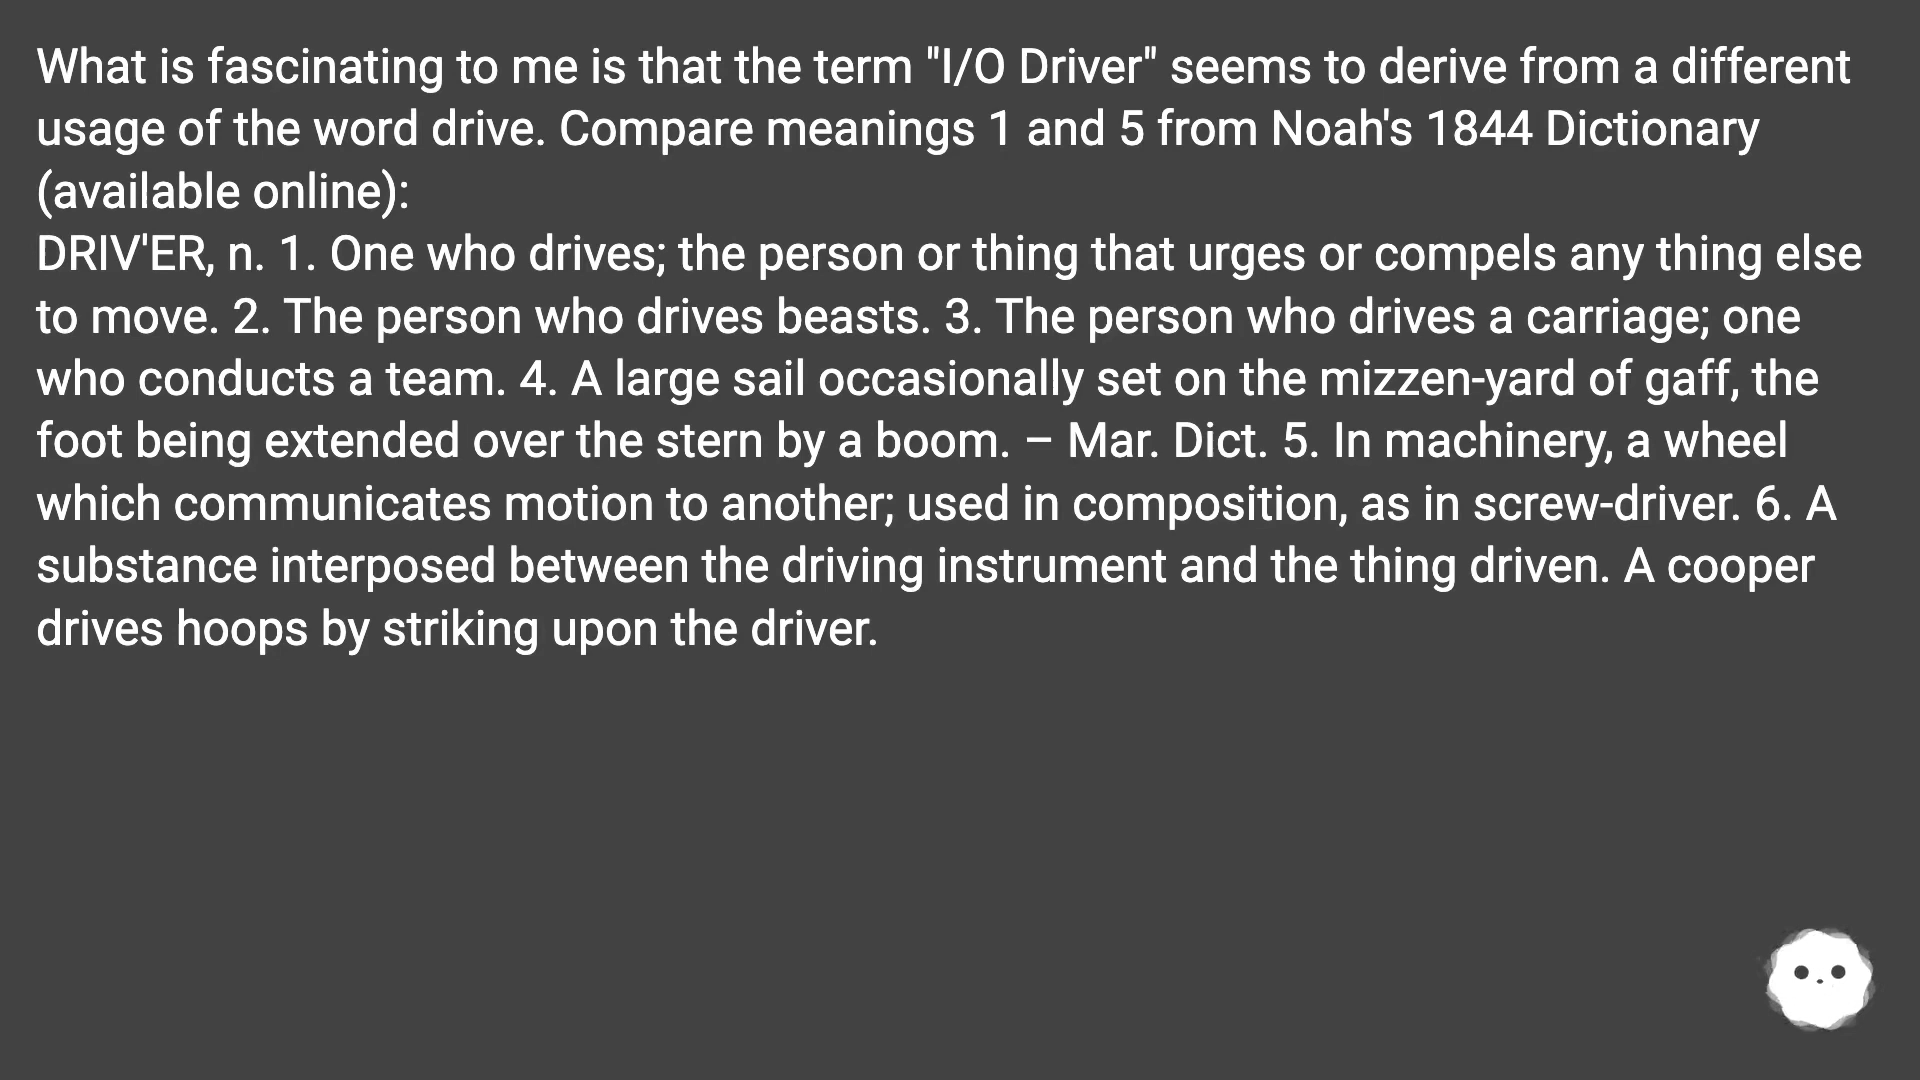 What is fascinating to me is that the term "I/O Driver" seems to derive from a different
usage of the word drive. Compare meanings 1 and 5 from Noah's 1844 Dictionary
(available online):
DRIV'ER, n. 1. One who drives; the person or thing that urges or compels any thing else
to move. 2. The person who drives beasts. 3. The person who drives a carriage; one
who conducts a team. 4. A large sail occasionally set on the mizzen-yard of gaff, the
foot being extended over the stern by a boom. – Mar. Dict. 5. In machinery, a wheel
which communicates motion to another; used in composition, as in screw-driver. 6. A
substance interposed between the driving instrument and the thing driven. A cooper
drives hoops by striking upon the driver.